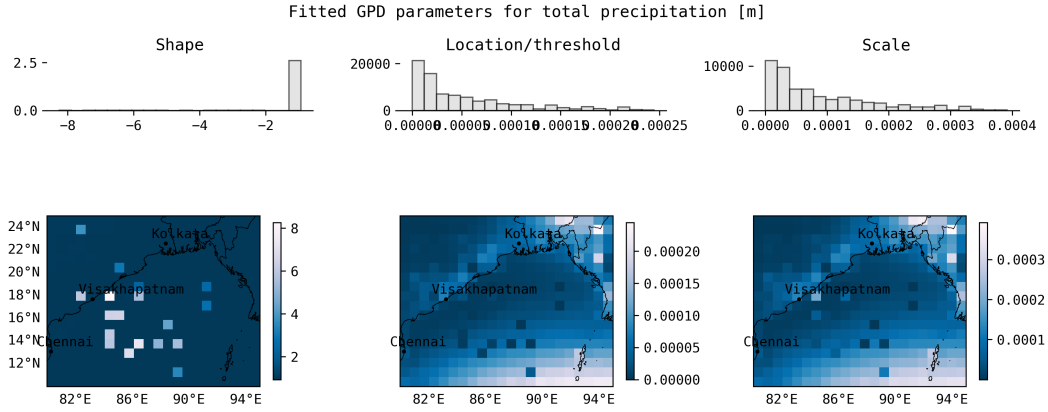 Fitted GPD parameters for total precipitation [m]
Shape
Location/threshold
Scale
2.5
0.0
−8
−6
−4
−2
20000
0
0.00000
0.00005
0.00010
0.00015
0.00020
0.00025
10000
0
0.0000
0.0001
0.0002
0.0003
0.0004
24°N
22°N
20°N
18°N
16°N
14°N
12°N
Kolkata
Visakhapatnam
Chennai
82°E
86°E
90°E
94°E
8
6
4
2
Kolkata
Visakhapatnam
Chennai
82°E
86°E
90°E
94°E
0.00020
0.00015
0.00010
0.00005
0.00000
Kolkata
Visakhapatnam
Chennai
82°E
86°E
90°E
94°E
0.0003
0.0002
0.0001